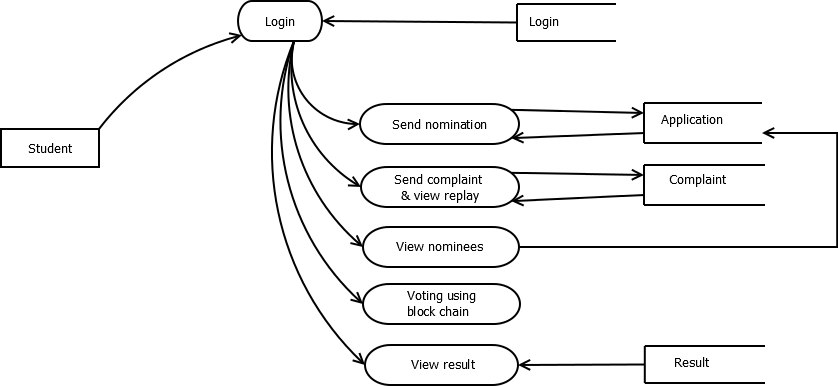 Login
Login
Send nomination
Application
Student
Send complaint
& view replay
Complaint
View nominees
Voting using
block chain
View result
Result